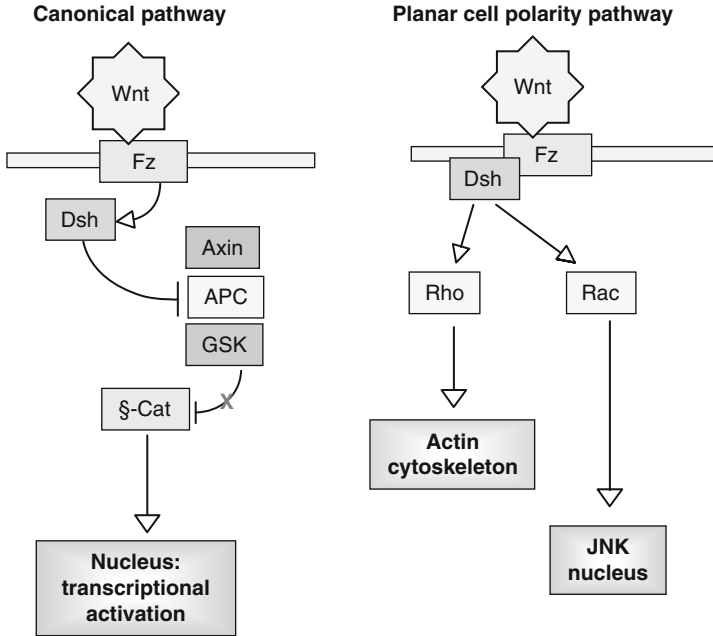 Canonical pathway
Wnt
Fz
Dsh
Axin
APC
GSK
X
§-Cat
Nucleus:
transcriptional
activation
Planar cell polarity pathway
Wnt
Fz
Dsh
Rho
Rac
Actin
cytoskeleton
JNK
nucleus